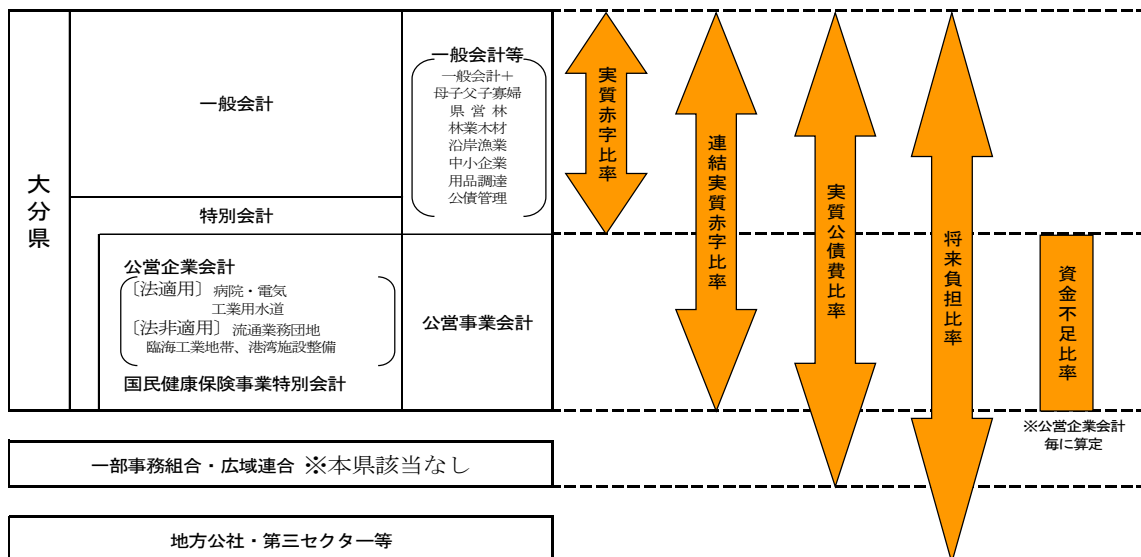 大分県
一般会計
特別会計
公営企業会計
〔法適用〕病院・電気
工業用水道
〔法非適用〕流通業務団地
臨海工業地帯、港湾施設整備
国民健康保険事業特別会計
一般会計等
一般会計＋
母子父子寡婦
県営林
林業木材
沿岸漁業
中小企業
用品調達
公債管理
公営事業会計
実質赤字比率
連結実質赤字比率
実質公債費比率
将来負担比率
資金不足比率
※公営企業会計
毎に算定
一部事務組合・広域連合 ※本県該当なし
地方公社・第三セクター等